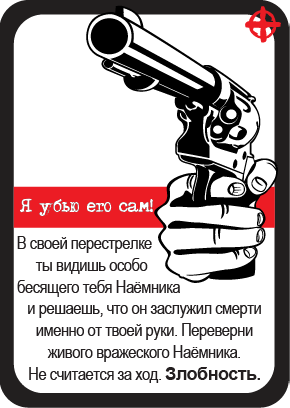 Я убью его сам!
В своей перестрелке
ты видишь особо
бесящего тебя Наёмника
и решаешь, что он заслужил смерти
именно от твоей руки. Переверни
живого вражеского Наёмника.
Не считается за ход. Злобность.